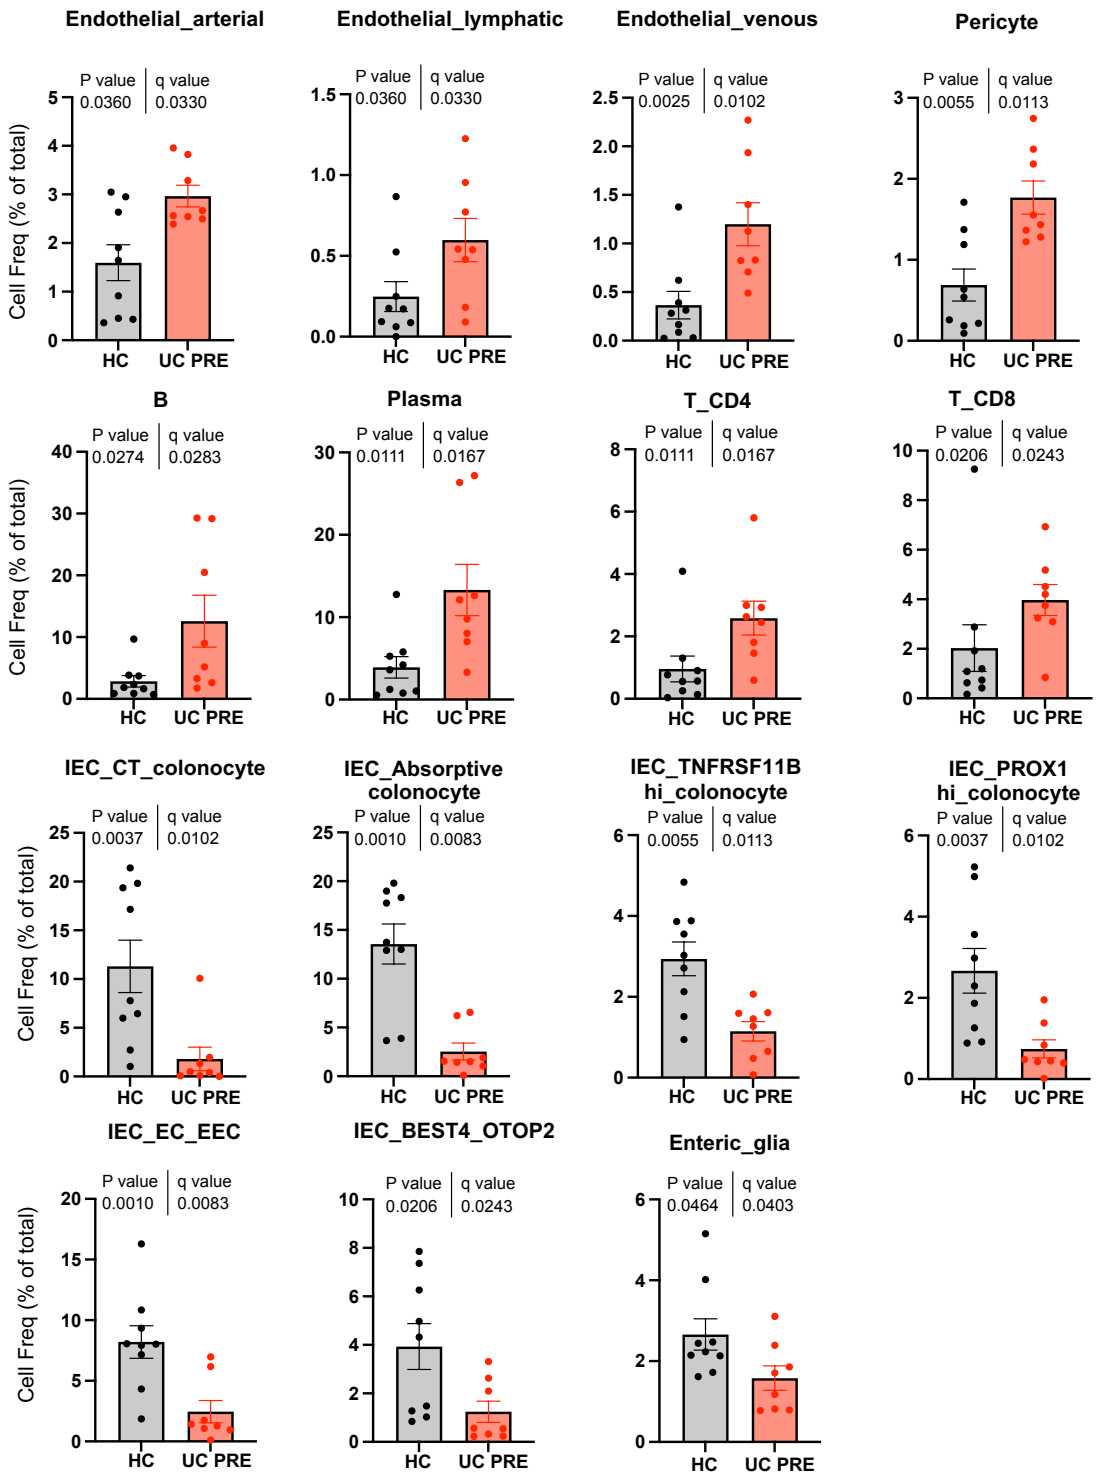 Endothelial_arterial
P value | q value
0.0360 | 0.0330
Cell Freq (% of total)
5
4
3
2
1
0
HC UC PRE
Endothelial_lymphatic
P value | q value
0.0360 | 0.0330
1.5
1.0
0.5
0.0
HC UC PRE
Endothelial_venous
P value | q value
0.0025 | 0.0102
2.5
2.0
1.5
1.0
0.5
0.0
HC UC PRE
Pericyte
P value | q value
0.0055 | 0.0113
3
2
1
0
HC UC PRE
B
P value | q value
0.0274 | 0.0283
Cell Freq (% of total)
40
30
20
10
0
HC UC PRE
Plasma
P value | q value
0.0111 | 0.0167
30
20
10
0
HC UC PRE
T_CD4
P value | q value
0.0111 | 0.0167
8
6
4
2
0
HC UC PRE
T_CD8
P value | q value
0.0206 | 0.0243
10
8
6
4
2
0
HC UC PRE
IEC_CT_colonocyte
P value | q value
0.0037 | 0.0102
Cell Freq (% of total)
25
20
15
10
5
0
HC UC PRE
IEC_Absorptive
colonocyte
P value | q value
0.0010 | 0.0083
25
20
15
10
5
0
HC UC PRE
IEC_TNFRSF11B
hi_colonocyte
P value | q value
0.0055 | 0.0113
6
4
2
0
HC UC PRE
IEC_PROX1
hi_colonocyte
P value | q value
0.0037 | 0.0102
6
4
2
0
HC UC PRE
IEC_EC_EEC
P value | q value
0.0010 | 0.0083
Cell Freq (% of total)
20
15
10
5
0
HC UC PRE
IEC_BEST4_OTOP2
P value | q value
0.0206 | 0.0243
10
8
6
4
2
0
HC UC PRE
Enteric_glia
P value | q value
0.0464 | 0.0403
6
4
2
0
HC UC PRE